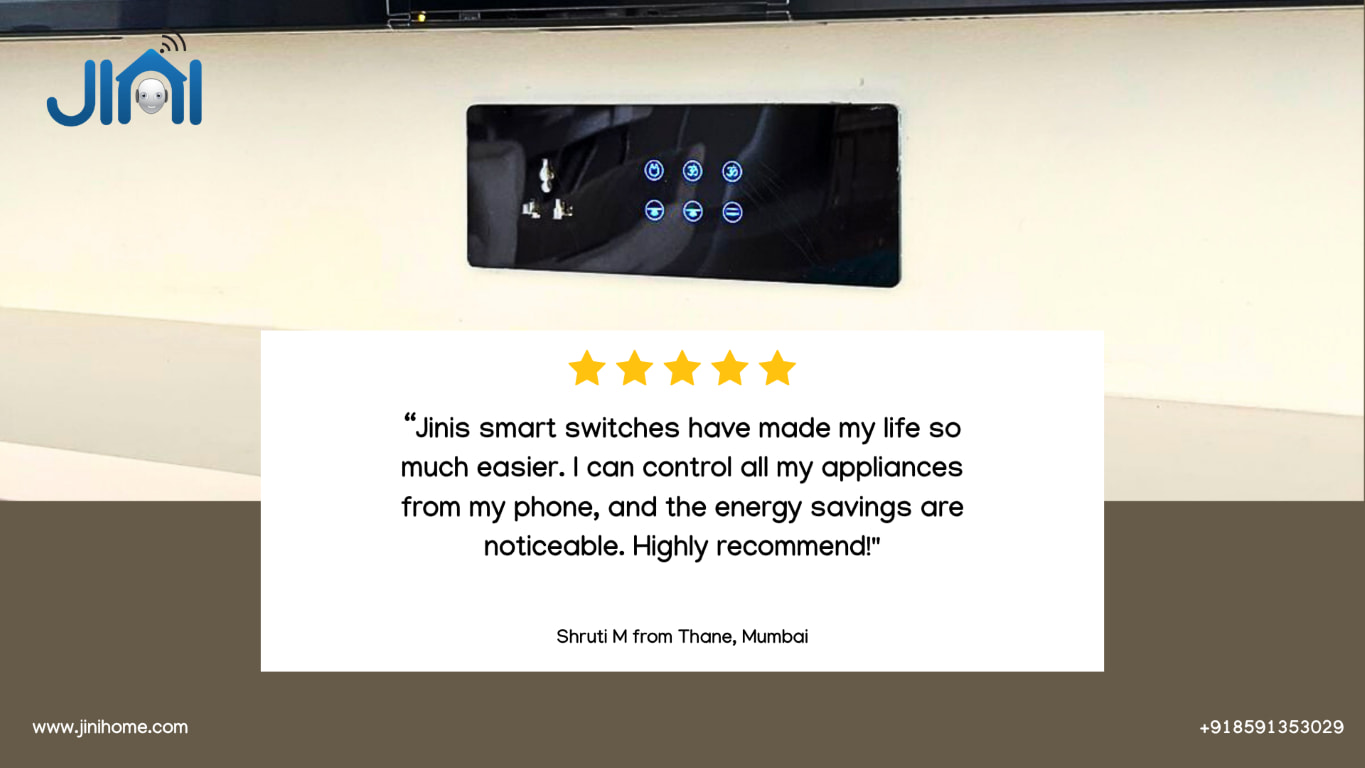 JINI
ॐ ॐ
“Jinis smart switches have made my life so
much easier. I can control all my appliances
from my phone, and the energy savings are
noticeable. Highly recommend!"
Shruti M from Thane, Mumbai
www.jinihome.com
+918591353029